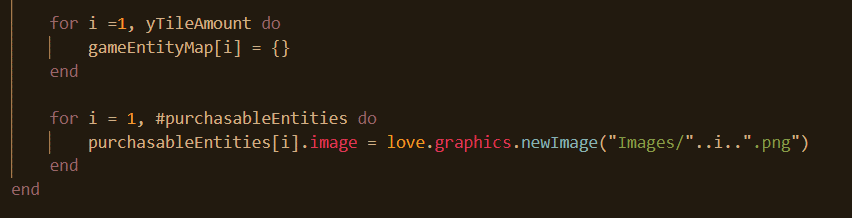 for i =1, yTileAmount do
gameEntityMap[i] = {}
end
for i = 1, #purchasableEntities do
purchasableEntities[i].image = love.graphics.newImage("Images/"..i..".png")
end
end